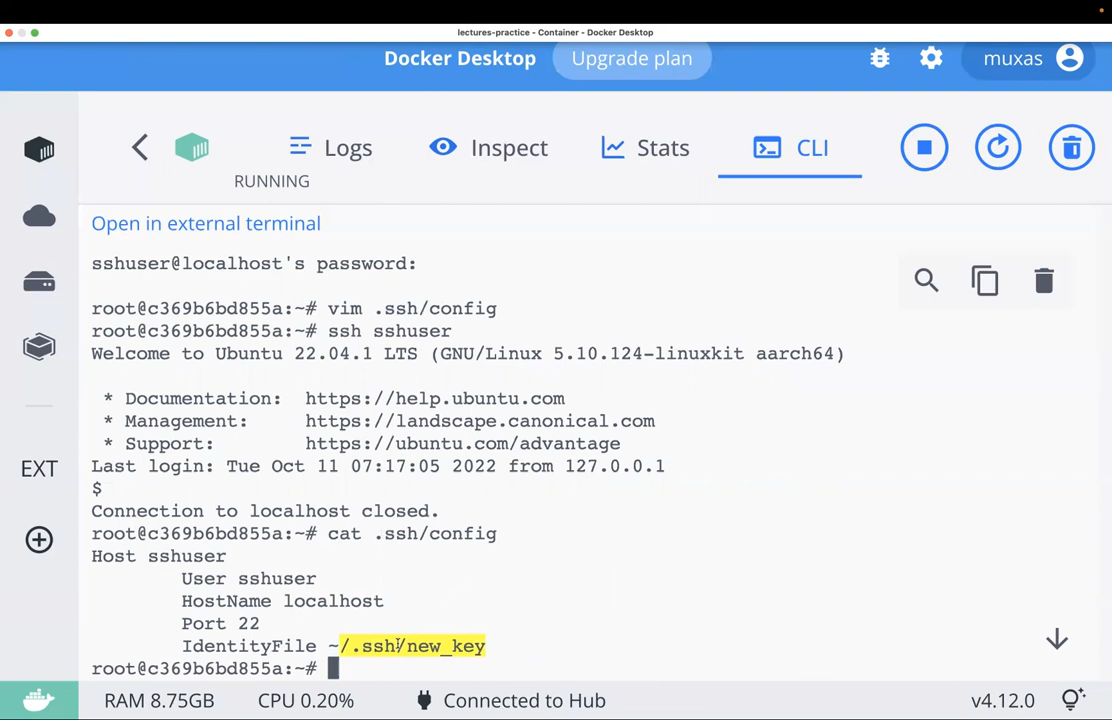 lectures-practice - Container - Docker Desktop
Docker Desktop Upgrade plan muxas
Logs Inspect Stats CLI
RUNNING
Open in external terminal
sshuser@localhost's password:
root@c369b6bd855a:~# vim .ssh/config
root@c369b6bd855a:~# ssh sshuser
Welcome to Ubuntu 22.04.1 LTS (GNU/Linux 5.10.124-linuxkit aarch64)
* Documentation: https://help.ubuntu.com
* Management: https://landscape.canonical.com
* Support: https://ubuntu.com/advantage
Last login: Tue Oct 11 07:17:05 2022 from 127.0.0.1
$
Connection to localhost closed.
root@c369b6bd855a:~# cat .ssh/config
Host sshuser
User sshuser
HostName localhost
Port 22
IdentityFile ~/.ssh/new_key
root@c369b6bd855a:~#
EXT
RAM 8.75GB CPU 0.20% Connected to Hub v4.12.0